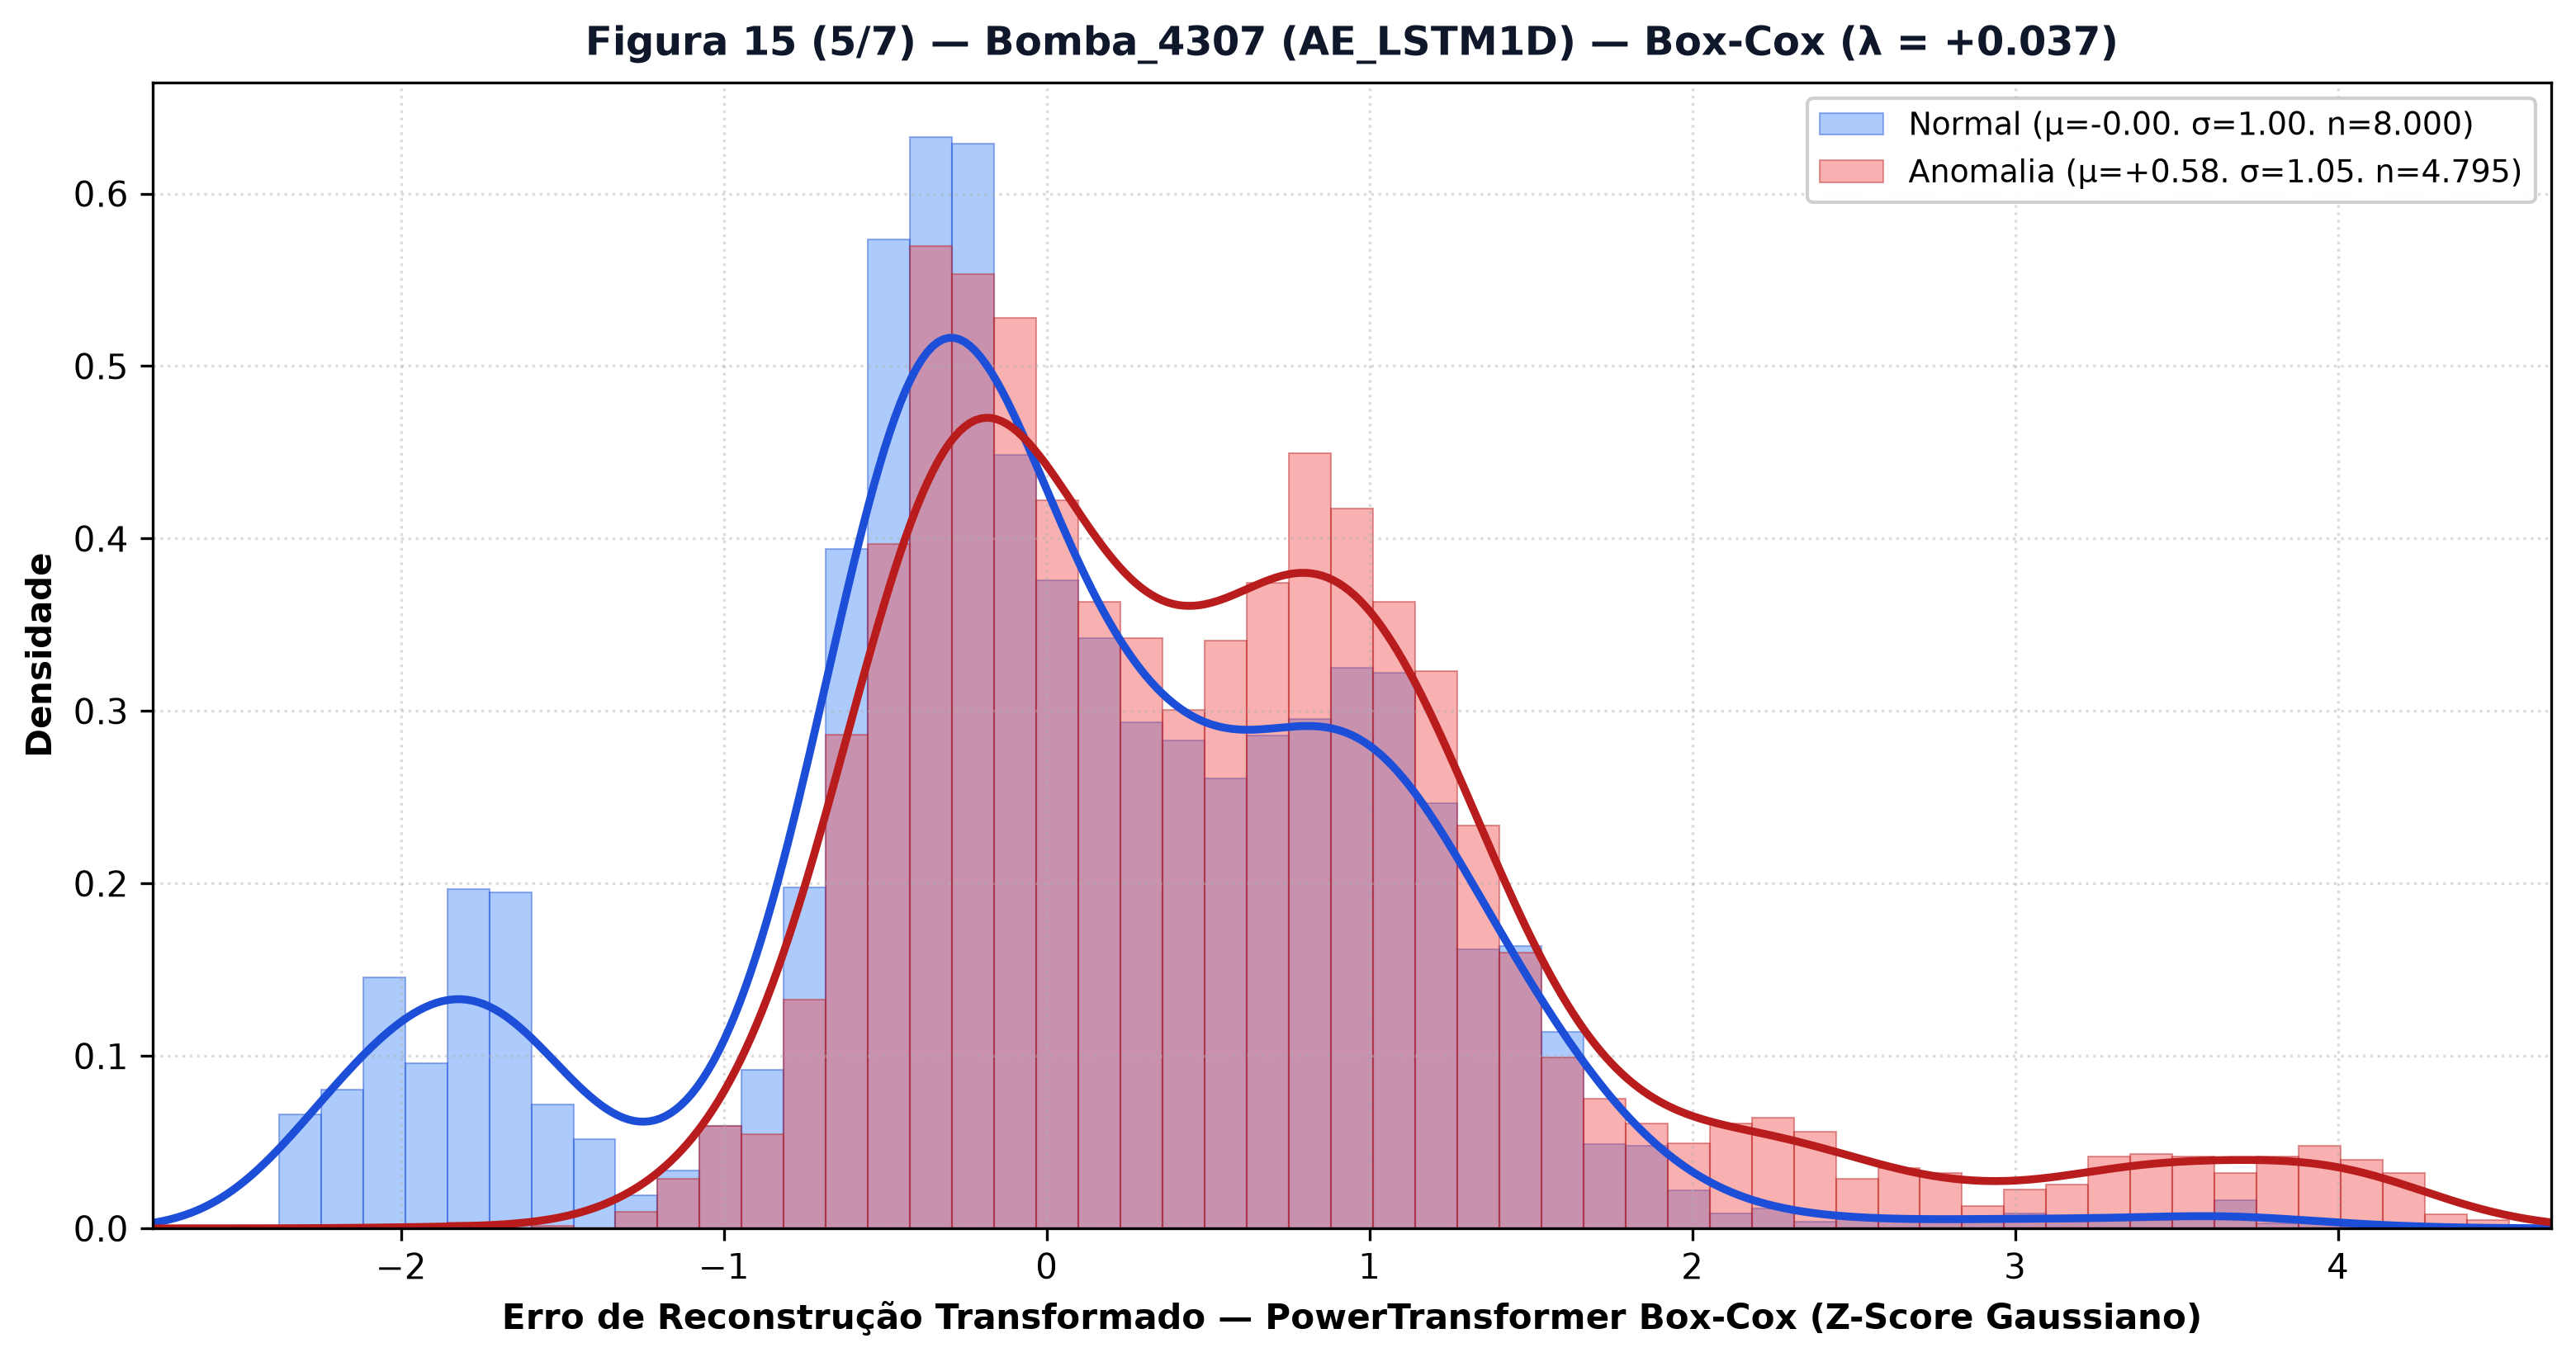 Figura 15 (5/7) — Bomba_4307 (AE_LSTM1D) — Box-Cox (λ = +0.037)
Normal (μ=-0.00. σ=1.00. n=8.000)
Anomalia (μ=+0.58. σ=1.05. n=4.795)
Densidade
0.6
0.5
0.4
0.3
0.2
0.1
0.0
−2 −1 0 1 2 3 4
Erro de Reconstrução Transformado — PowerTransformer Box-Cox (Z-Score Gaussiano)